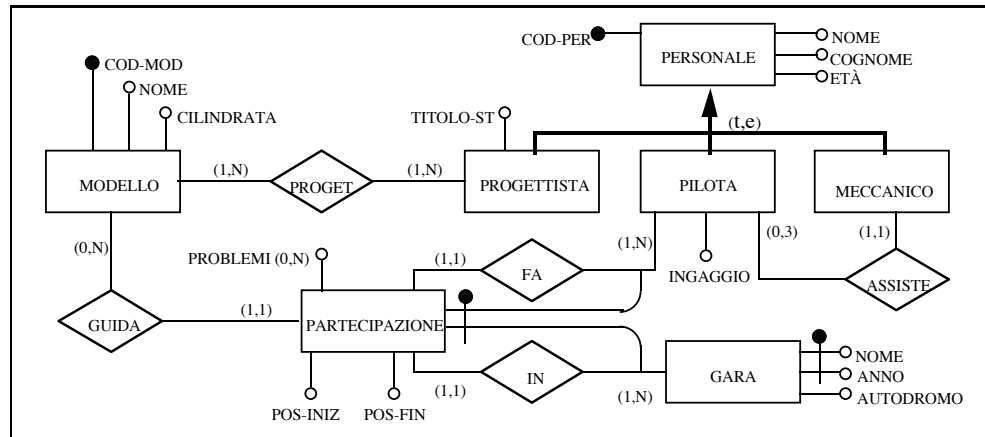 COD-PER
PERSONALE
NOME
COGNOME
ETÀ
COD-MOD
NOME
CILINDRATA
TITOLO-ST
(t,e)
MODELLO
(1,N)
PROGET
(1,N)
PROGETTISTA
PILOTA
MECCANICO
(0,N)
PROBLEMI (0,N)
(1,1)
FA
(1,N)
INGAGGIO
(0,3)
(1,1)
ASSISTE
GUIDA
(1,1)
PARTECIPAZIONE
POS-INIZ
POS-FIN
(1,1)
IN
(1,N)
GARA
NOME
ANNO
AUTODROMO